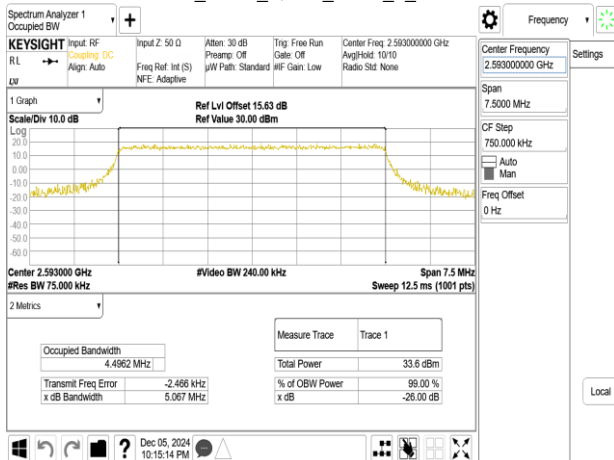 Spectrum Analyzer 1
Occupied BW
Frequency
KEYSIGHT
RL
LXI
Input: RF
Coupling: DC
Align: Auto
Input Z: 50 Ω
Freq Ref: Int (S)
NFE: Adaptive
Atten: 30 dB
Preamp: Off
µW Path: Standard
Trig: Free Run
Gate: Off
#IF Gain: Low
Center Freq: 2.593000000 GHz
Avg|Hold: 10/10
Radio Std: None
Center Frequency
2.593000000 GHz
Settings
Span
7.5000 MHz
CF Step
750.000 kHz
Auto
Man
Freq Offset
0 Hz
Local
1 Graph
Scale/Div 10.0 dB
Ref Lvl Offset 15.63 dB
Ref Value 30.00 dBm
Log
20.0
10.0
0.00
-10.0
-20.0
-30.0
-40.0
-50.0
-60.0
Center 2.593000 GHz
#Video BW 240.00 kHz
Span 7.5 MHz
#Res BW 75.000 kHz
Sweep 12.5 ms (1001 pts)
2 Metrics
Measure Trace
Trace 1
Occupied Bandwidth
4.4962 MHz
Total Power
33.6 dBm
Transmit Freq Error
-2.466 kHz
% of OBW Power
99.00 %
x dB Bandwidth
5.067 MHz
x dB
-26.00 dB
?
Dec 05, 2024
10:15:14 PM